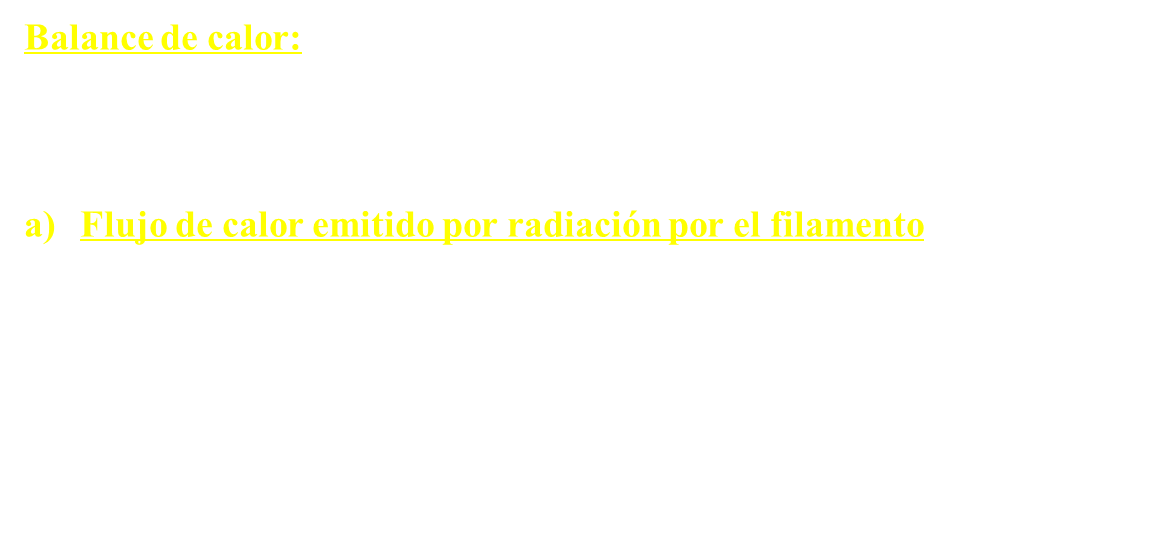 Balance de calor:
a) Flujo de calor emitido por radiación por el filamento